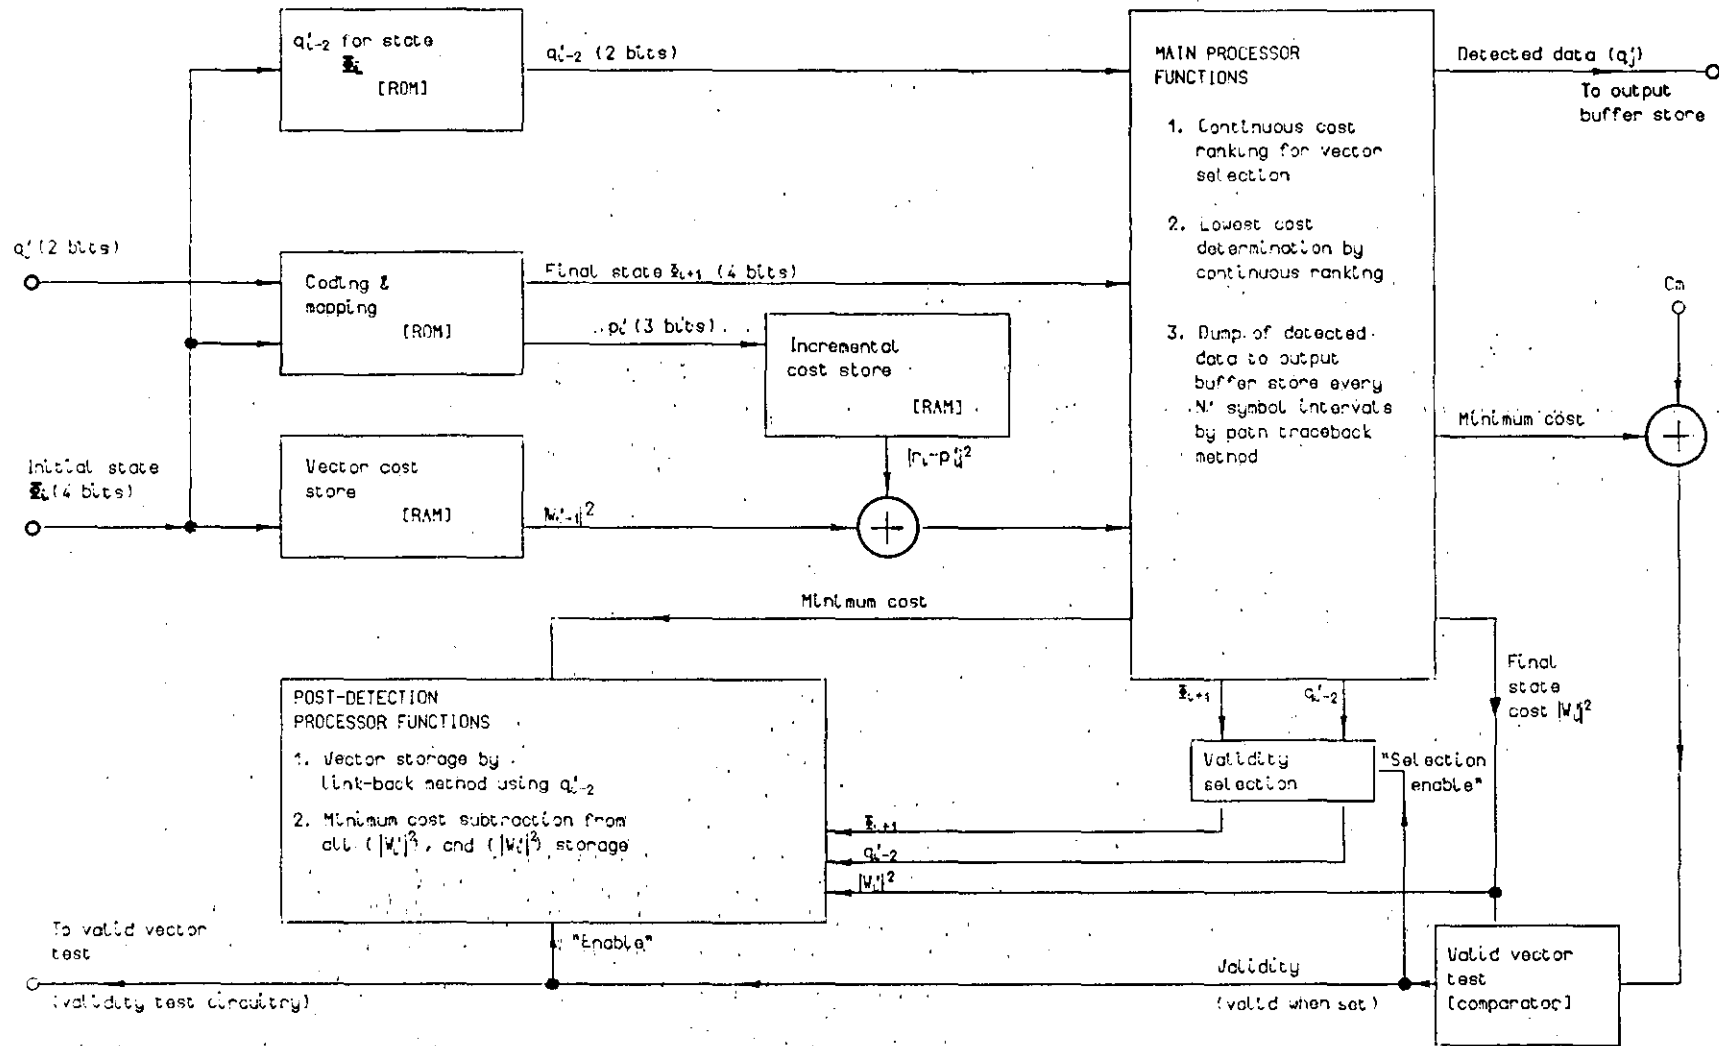 q'i-2 for state
Φi
[ROM]
q'i-2 (2 bits)
MAIN PROCESSOR
FUNCTIONS
1. Continuous cost
ranking for vector
selection
2. Lowest cost
determination by
continuous ranking
3. Dump of detected
data to output
buffer store every
N' symbol intervals
by path traceback
method
Detected data (q'j)
To output
buffer store
q'i (2 bits)
Coding &
mapping
[ROM]
Final state Φi+1 (4 bits)
p'i (3 bits)
Incremental
cost store
[RAM]
|ri-p'i|²
Cm
Minimum cost
+
Initial state
Φi (4 bits)
Vector cost
store
[RAM]
|W'i-1|²
+
Minimum cost
Final
state
cost |W'i|²
POST-DETECTION
PROCESSOR FUNCTIONS
1. Vector storage by
link-back method using q'i-2
2. Minimum cost subtraction from
all (|W'i|²), and (|W'i|²) storage
Φi+1
q'i-2
Validity
selection
"Selection
enable"
Φi+1
q'i-2
|W'i|²
To valid vector
test
(validity test circuitry)
"Enable"
Validity
(valid when set)
Valid vector
test
[comparator]